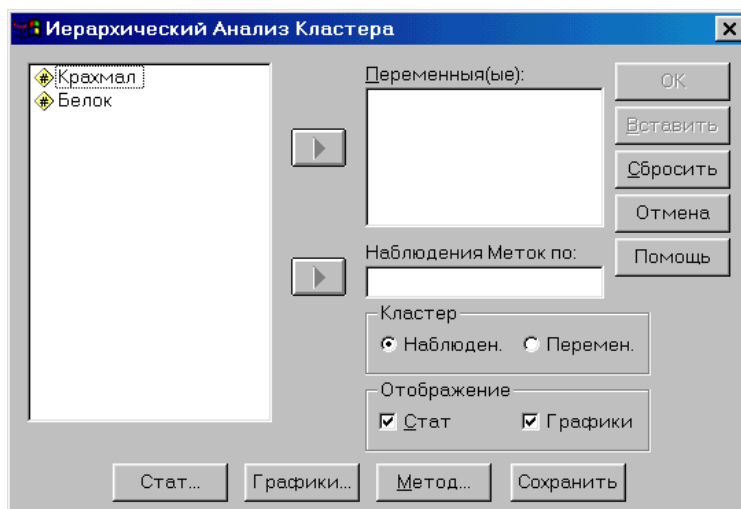 Иерархический Анализ Кластера
Крахмал
Белок
Переменныя(ые):
OK
Вставить
Сбросить
Отмена
Помощь
Наблюдения Меток по:
Кластер
Наблюден.
Перемен.
Отображение
Стат
Графики
Стат...
Графики...
Метод...
Сохранить